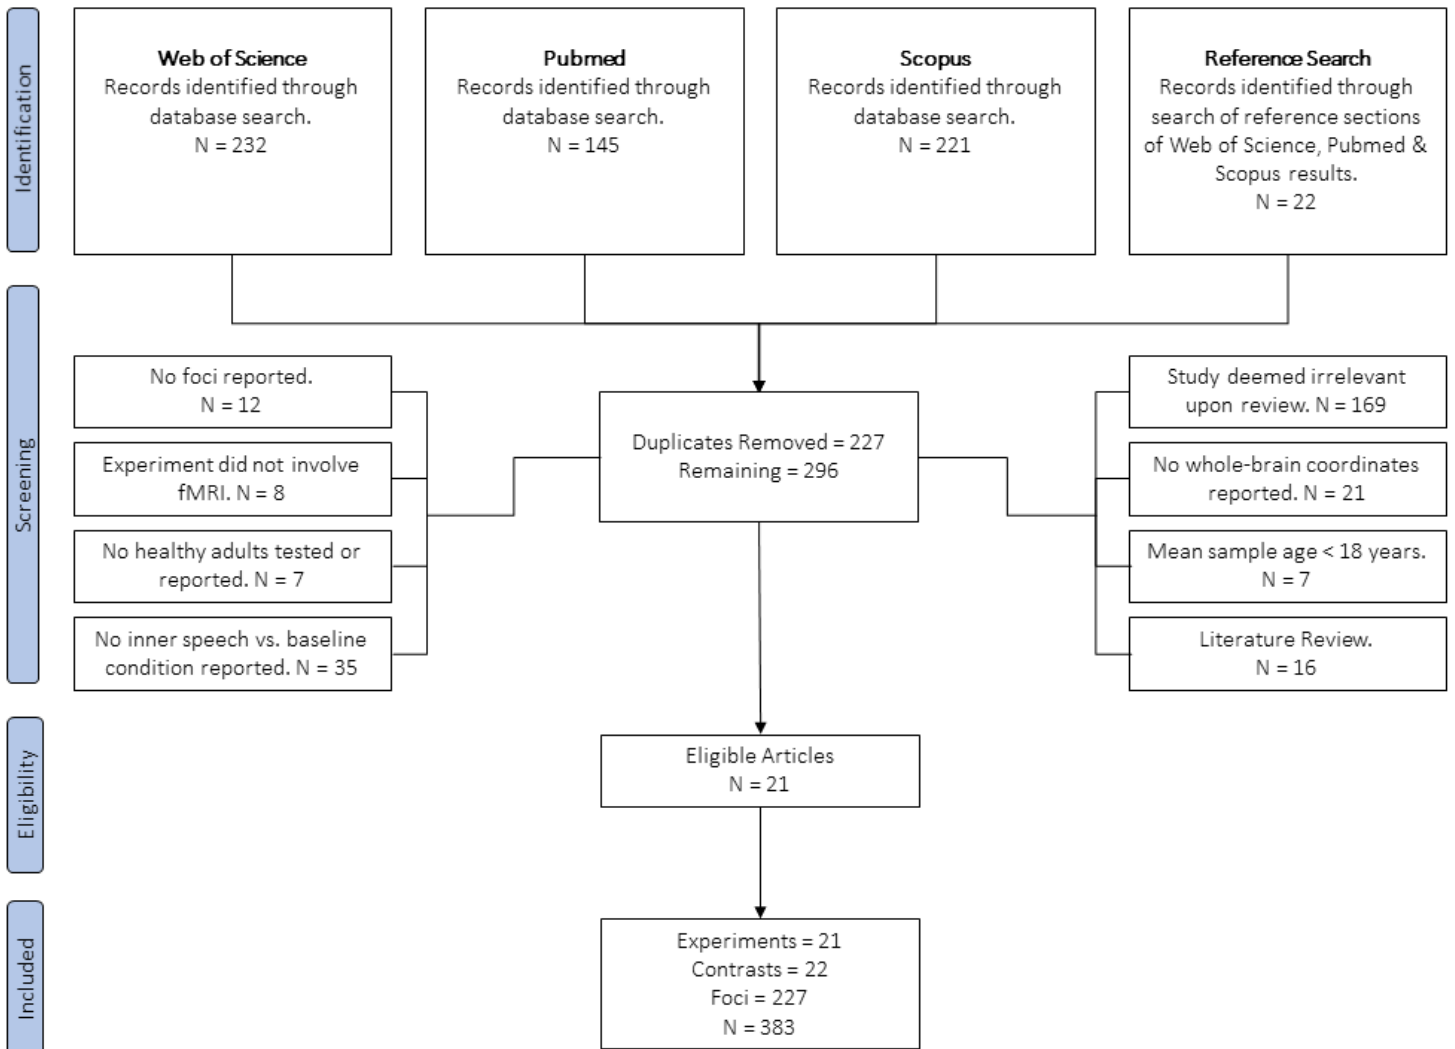 Identification
Web of Science
Records identified through
database search.
N = 232
Pubmed
Records identified through
database search.
N = 145
Scopus
Records identified through
database search.
N = 221
Reference Search
Records identified through
search of reference sections
of Web of Science, Pubmed &
Scopus results.
N = 22
Screening
No foci reported.
N = 12
Experiment did not involve
fMRI. N = 8
No healthy adults tested or
reported. N = 7
No inner speech vs. baseline
condition reported. N = 35
Duplicates Removed = 227
Remaining = 296
Study deemed irrelevant
upon review. N = 169
No whole-brain coordinates
reported. N = 21
Mean sample age < 18 years.
N = 7
Literature Review.
N = 16
Eligibility
Eligible Articles
N = 21
Included
Experiments = 21
Contrasts = 22
Foci = 227
N = 383